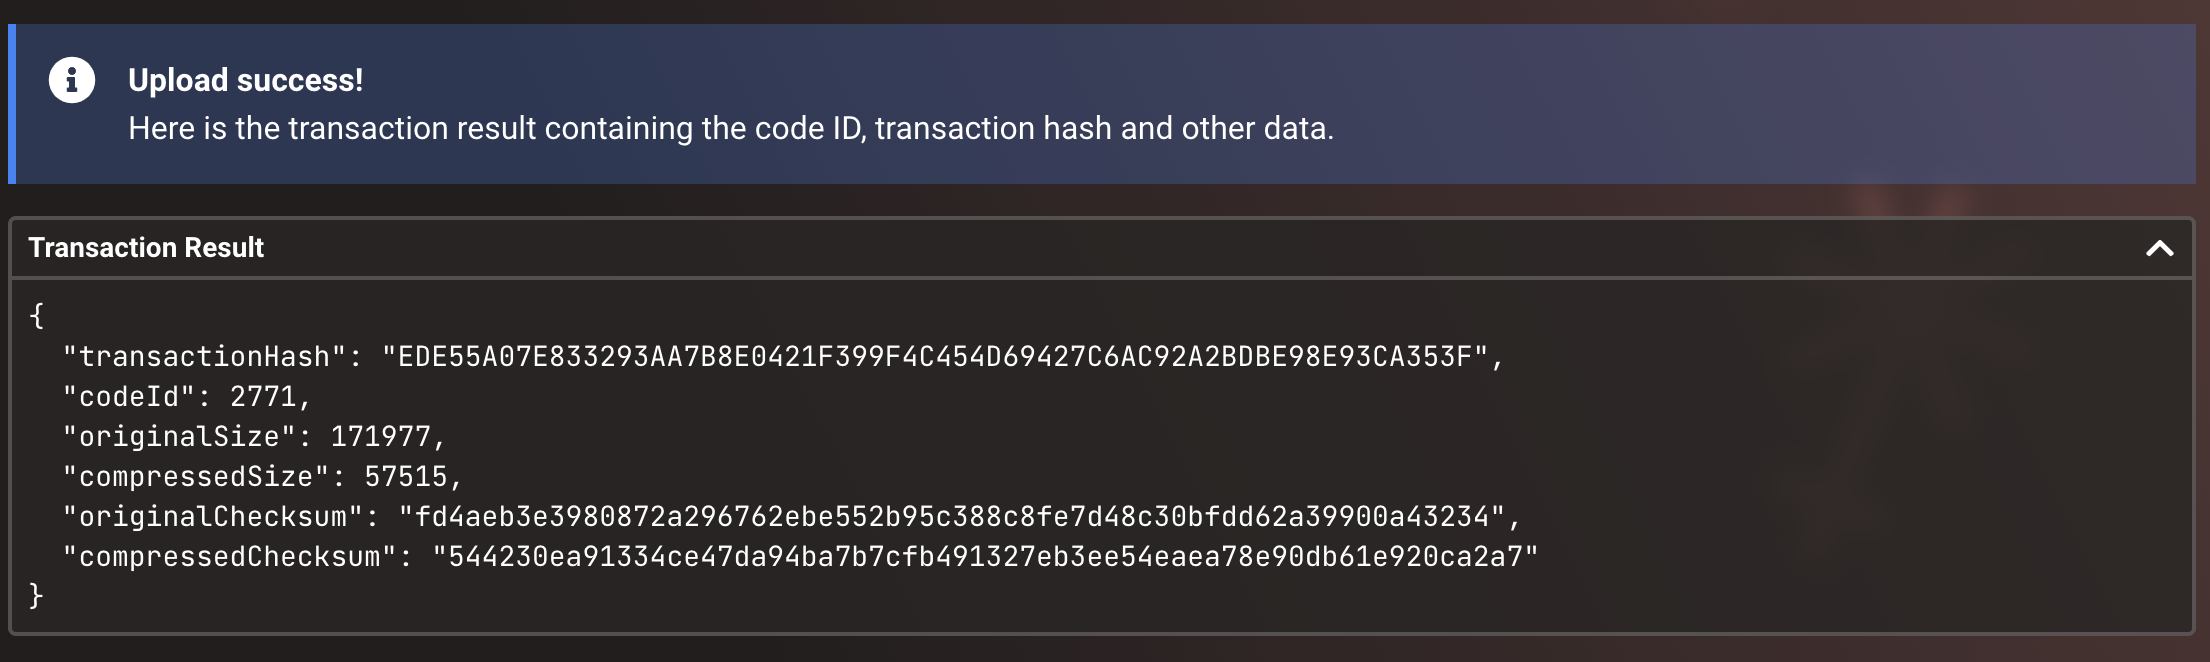 Upload success!
Here is the transaction result containing the code ID, transaction hash and other data.
Transaction Result
{
"transactionHash": "EDE55A07E833293AA7B8E0421F399F4C454D69427C6AC92A2BDBE98E93CA353F",
"codeId": 2771,
"originalSize": 171977,
"compressedSize": 57515,
"originalChecksum": "fd4aeb3e3980872a296762ebe552b95c388c8fe7d48c30bfdd62a39900a43234",
"compressedChecksum": "544230ea91334ce47da94ba7b7cfb491327eb3ee54eaea78e90db61e920ca2a7"
}